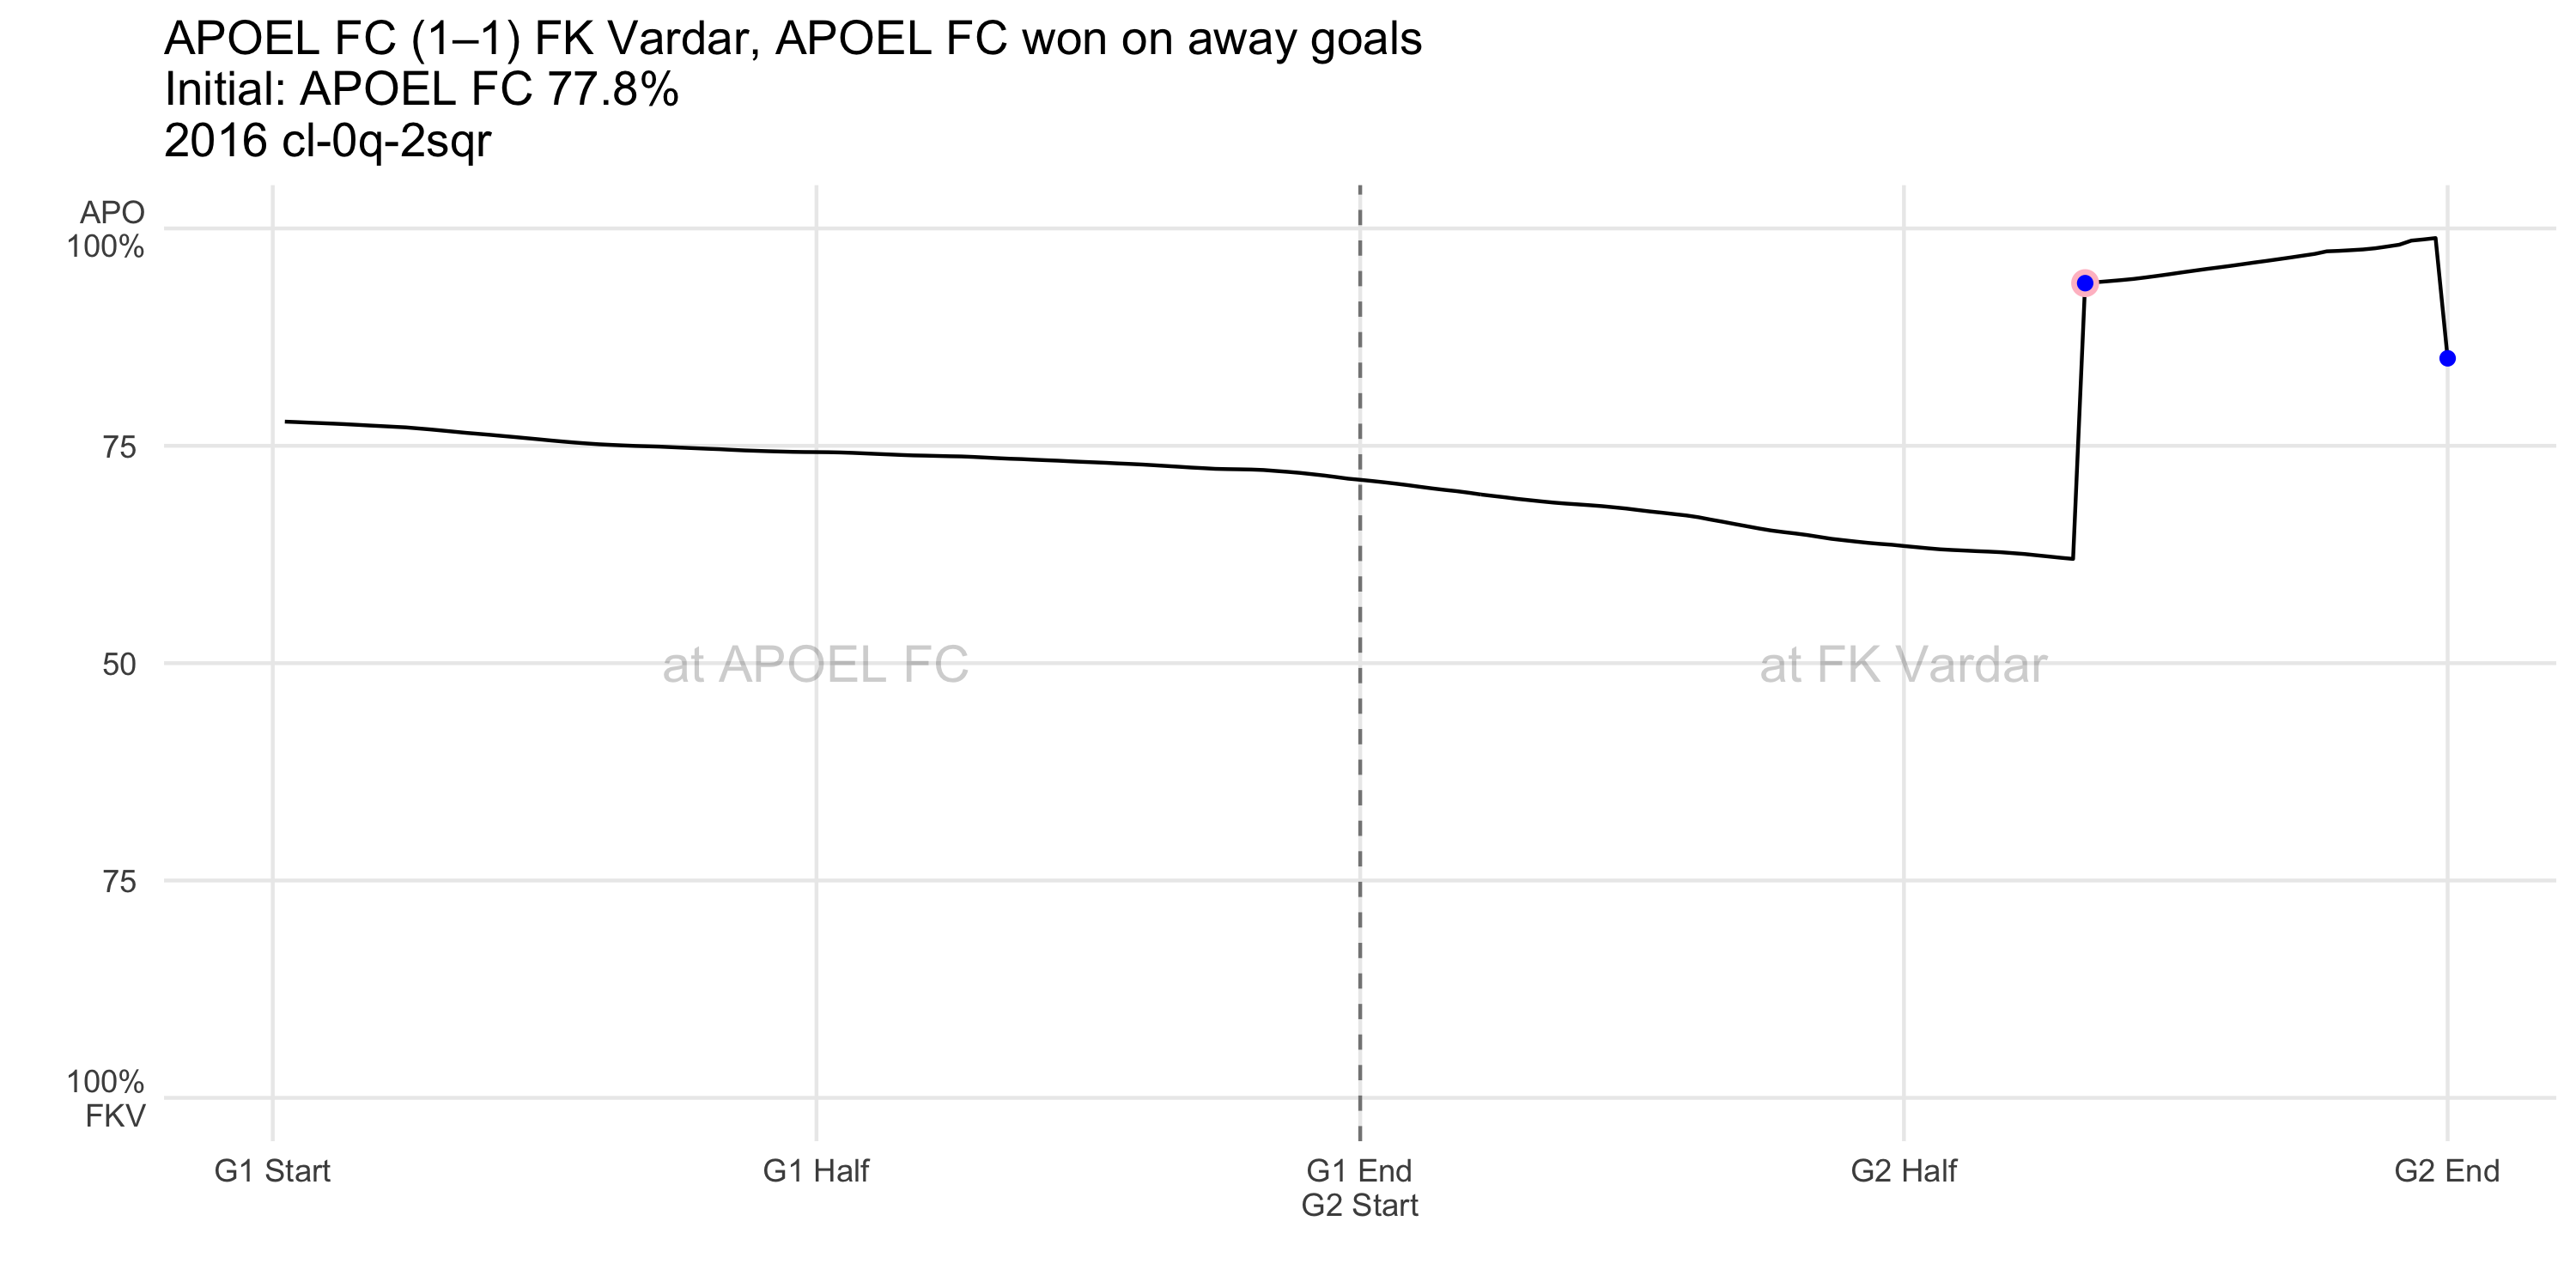 APOEL FC (1–1) FK Vardar, APOEL FC won on away goals
Initial: APOEL FC 77.8%
2016 cl-0q-2sqr
APO
100%
75
50
75
100%
FKV
at APOEL FC
at FK Vardar
G1 Start
G1 Half
G1 End
G2 Start
G2 Half
G2 End